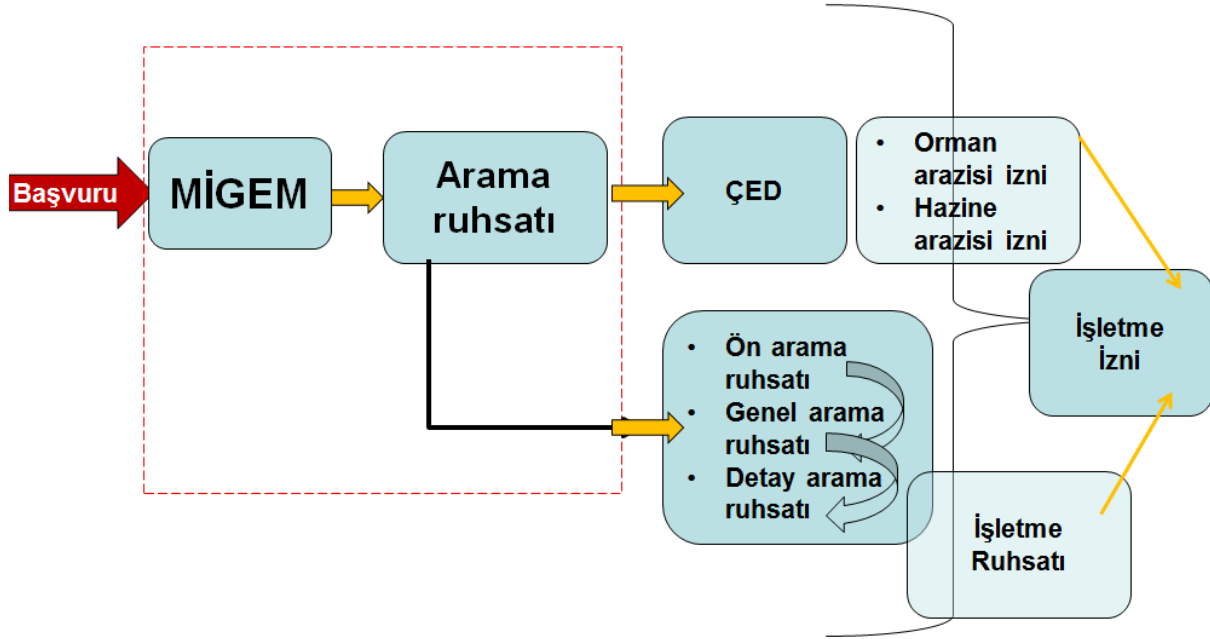 Başvuru
MİGEM
Arama
ruhsatı
ÇED
• Orman
arazisi izni
• Hazine
arazisi izni
• Ön arama
ruhsatı
• Genel arama
ruhsatı
• Detay arama
ruhsatı
İşletme
İzni
İşletme
Ruhsatı